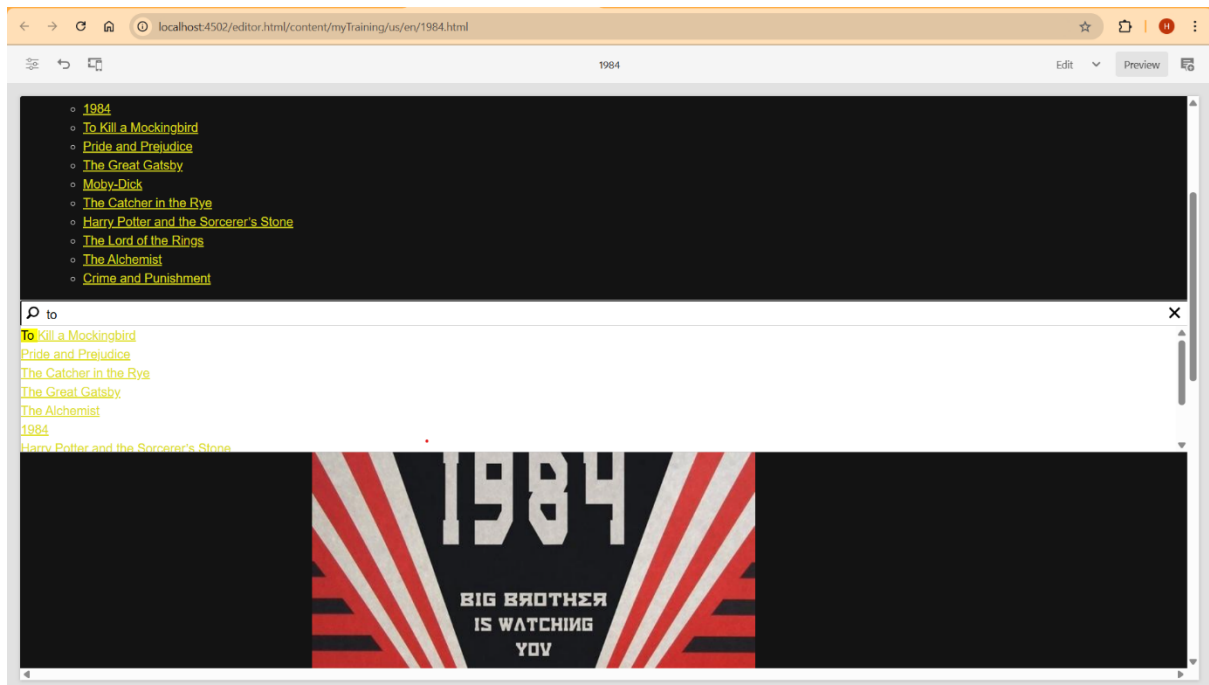 localhost:4502/editor.html/content/myTraining/us/en/1984.html
H
1984
Edit
Preview
1984
To Kill a Mockingbird
Pride and Prejudice
The Great Gatsby
Moby-Dick
The Catcher in the Rye
Harry Potter and the Sorcerer's Stone
The Lord of the Rings
The Alchemist
Crime and Punishment
to
To Kill a Mockingbird
Pride and Prejudice
The Catcher in the Rye
The Great Gatsby
The Alchemist
1984
Harry Potter and the Sorcerer's Stone
1984
BIG BЯOTHΣЯ
IS WΛTCHIИG
YOV